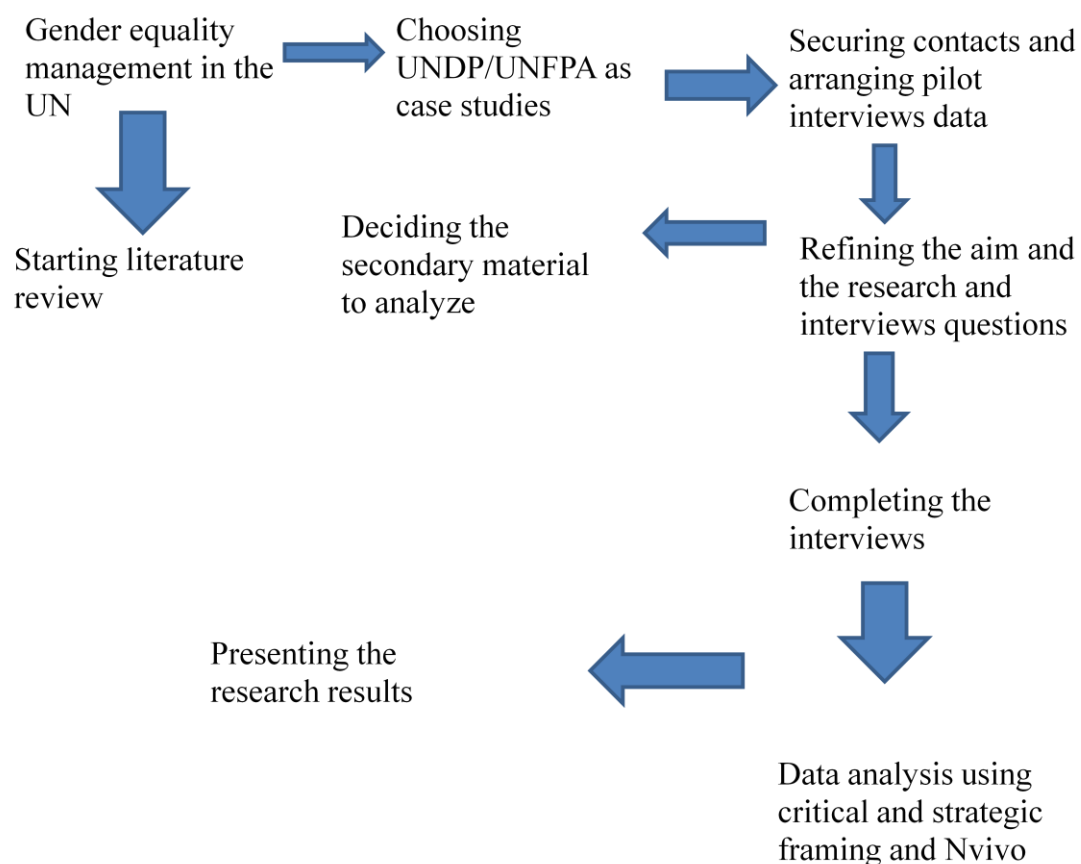 Gender equality
management in the
UN
Choosing
UNDP/UNFPA as
case studies
Securing contacts and
arranging pilot
interviews data
Starting literature
review
Deciding the
secondary material
to analyze
Refining the aim and
the research and
interviews questions
Completing the
interviews
Presenting the
research results
Data analysis using
critical and strategic
framing and Nvivo